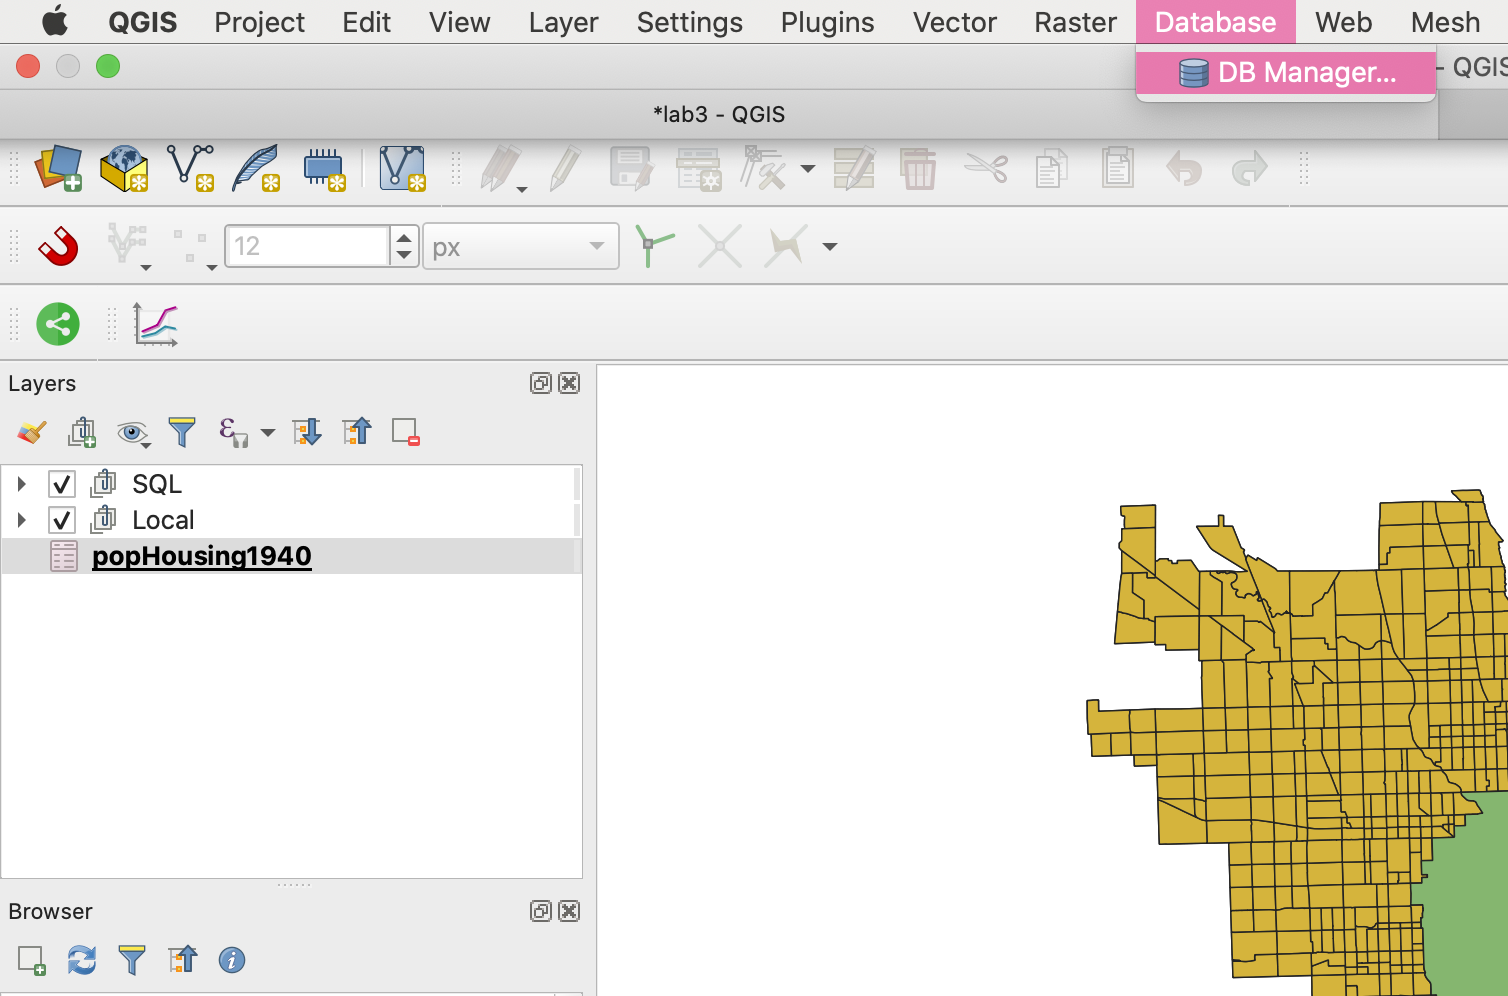 QGIS Project Edit View Layer Settings Plugins Vector Raster Database Web Mesh
DB Manager...
- QGIS
*lab3 - QGIS
12 px
Layers
SQL
Local
popHousing1940
Browser